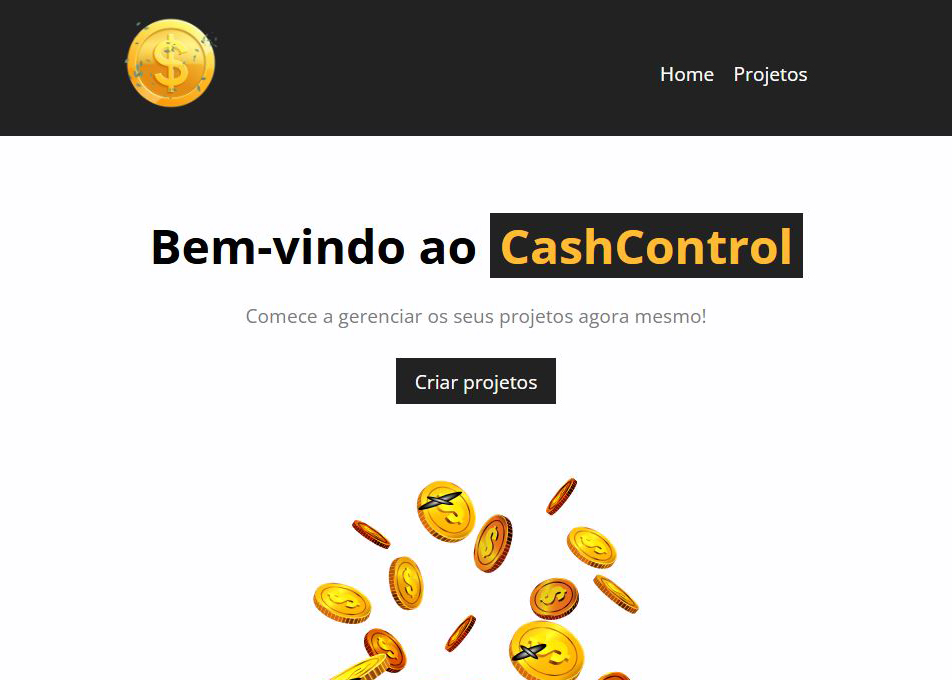 Home Projetos
Bem-vindo ao CashControl
Comece a gerenciar os seus projetos agora mesmo!
Criar projetos